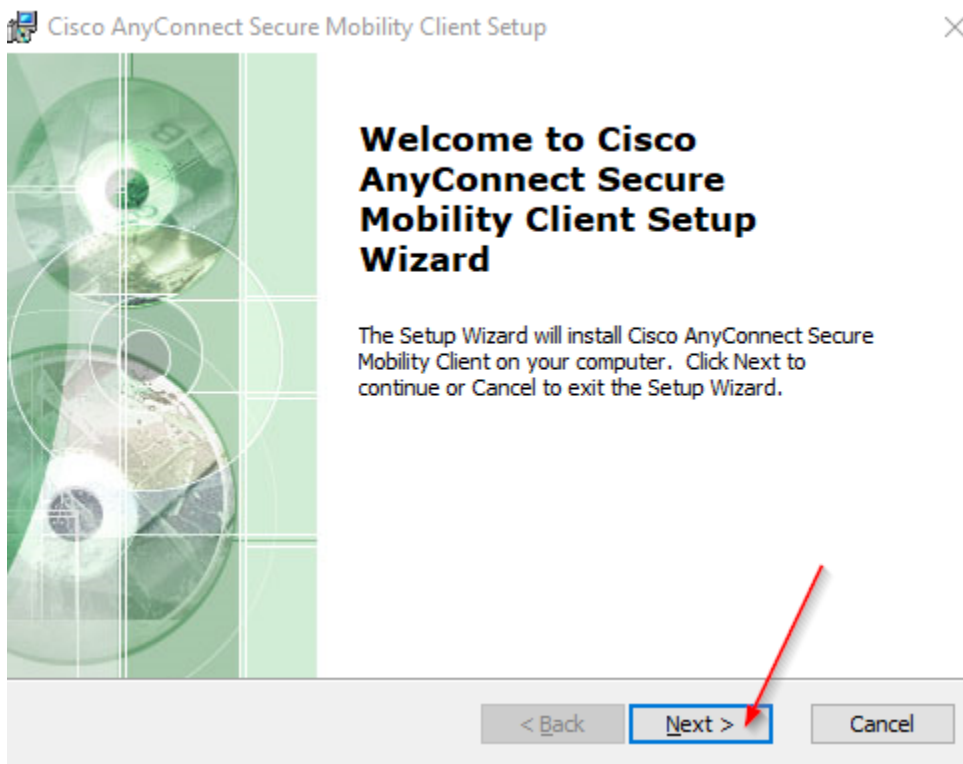 Cisco AnyConnect Secure Mobility Client Setup
Welcome to Cisco
AnyConnect Secure
Mobility Client Setup
Wizard
The Setup Wizard will install Cisco AnyConnect Secure
Mobility Client on your computer.  Click Next to
continue or Cancel to exit the Setup Wizard.
< Back
Next >
Cancel